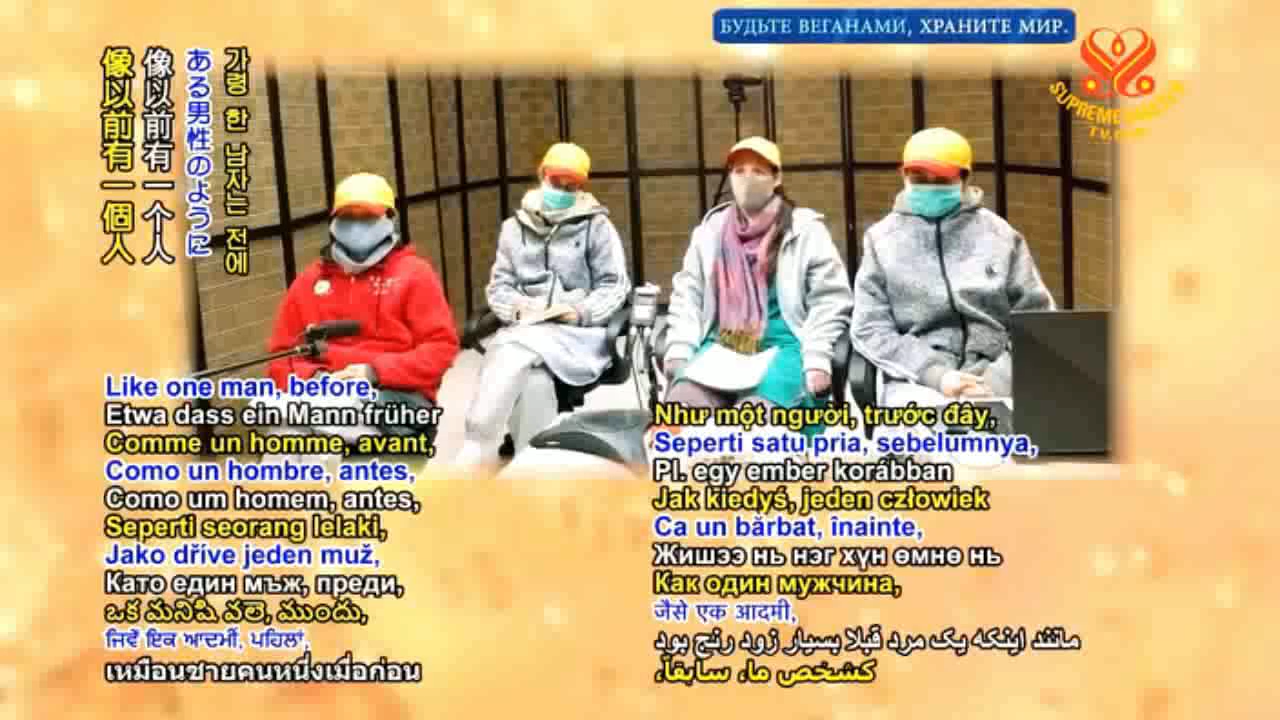 БУДЬТЕ ВЕГАНАМИ, ХРАНИТЕ МИР.
SUPREME MASTER
TV.COM
가령 한 남자는 전에
ある男性のように
像以前有一个人
像以前有一個人
Like one man, before,
Etwa dass ein Mann früher
Comme un homme, avant,
Como un hombre, antes,
Como um homem, antes,
Seperti seorang lelaki,
Jako dříve jeden muž,
Като един мъж, преди,
ఒక మనిషి వలె, ముందు,
ਜਿਵੇਂ ਇਕ ਆਦਮੀ, ਪਹਿਲਾਂ,
เหมือนชายคนหนึ่งเมื่อก่อน
Như một người, trước đây,
Seperti satu pria, sebelumnya,
Pl. egy ember korábban
Jak kiedyś, jeden człowiek
Ca un bărbat, înainte,
Жишээ нь нэг хүн өмнө нь
Как один мужчина,
जैसे एक आदमी,
مانند اینکه یک مرد قبلا بسیار زود رنج بود
كشخص ما، سابقاً،